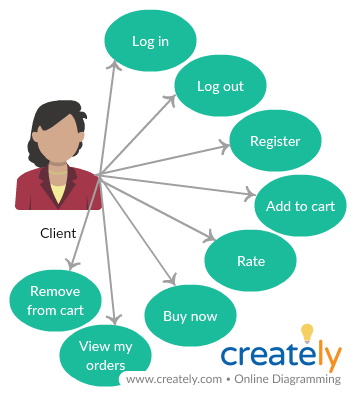 Log in
Log out
Register
Add to cart
Client
Rate
Remove
from cart
Buy now
View my
orders
creately
www.creately.com • Online Diagramming